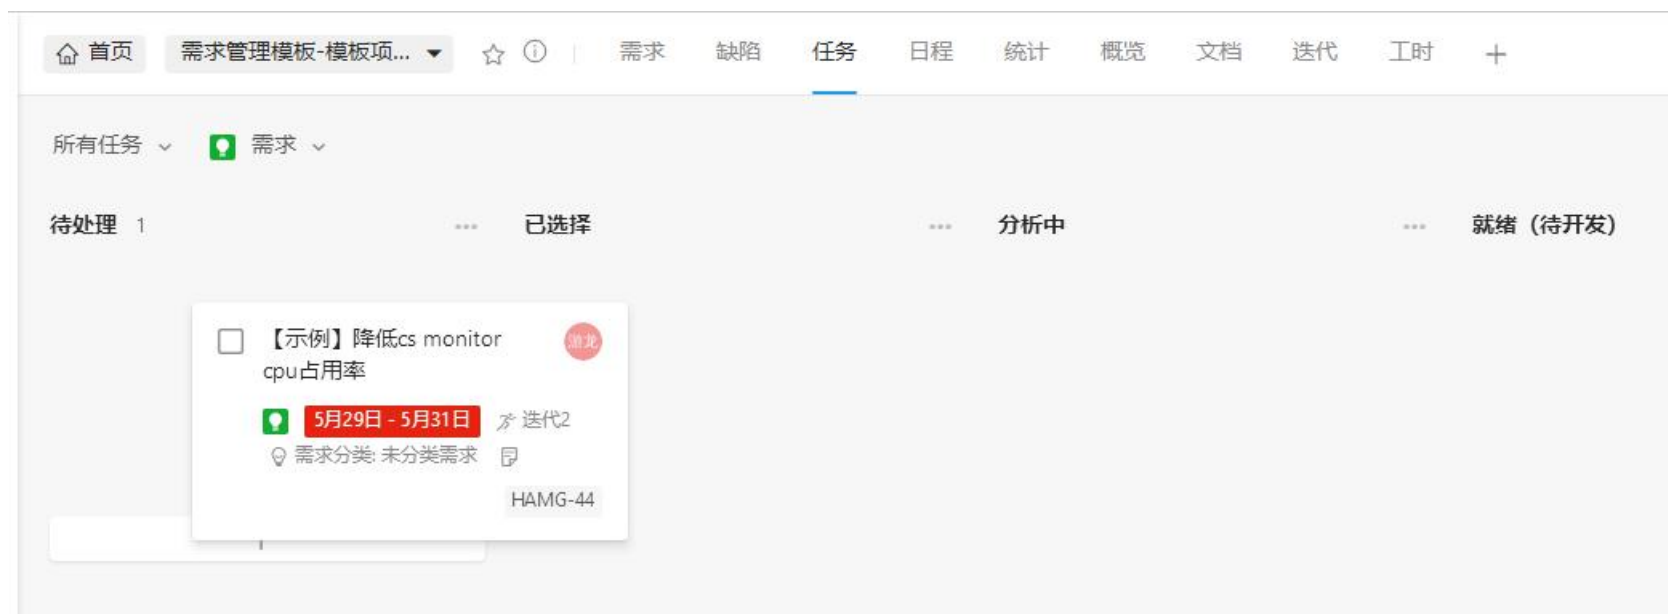 首页 需求管理模板-模板项... 需求 缺陷 任务 日程 统计 概览 文档 迭代 工时
所有任务 需求
待处理 1 已选择 分析中 就绪（待开发）
【示例】降低cs monitor 游龙
cpu占用率
5月29日 - 5月31日 迭代2
需求分类: 未分类需求
HAMG-44